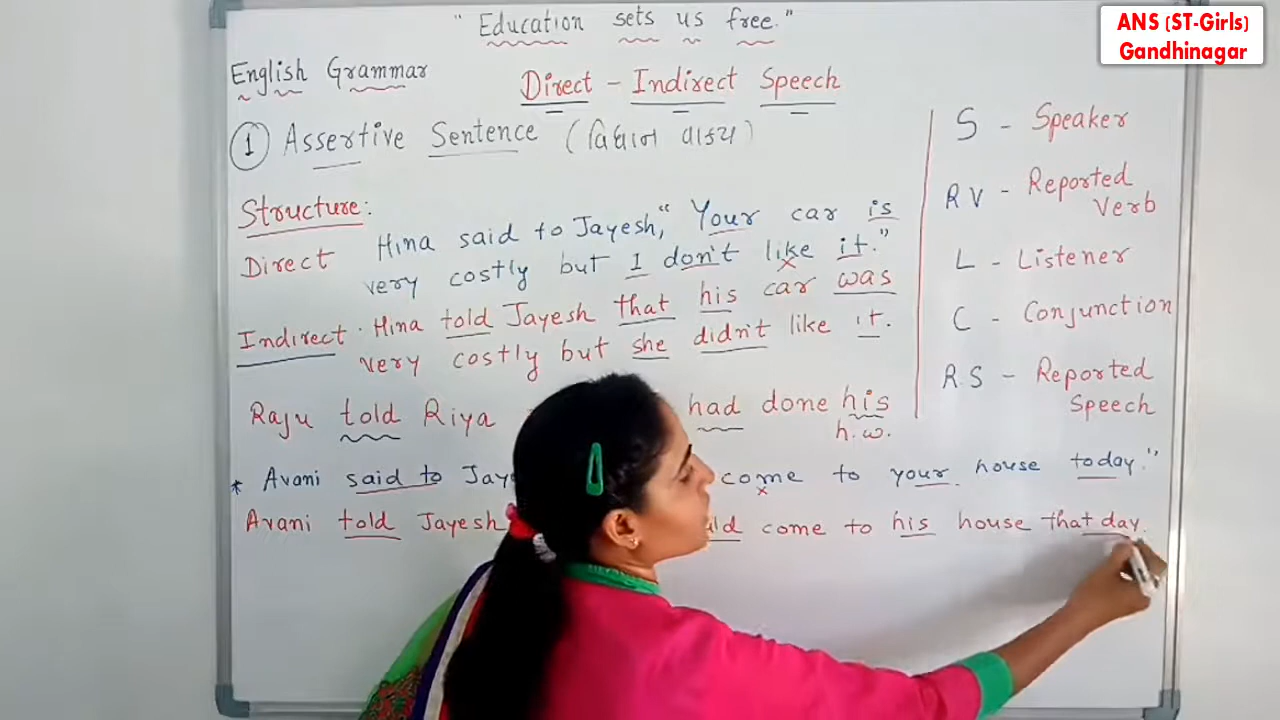 "Education sets us free."
ANS (ST-Girls)
Gandhinagar
English Grammar
Direct - Indirect Speech
1 Assertive Sentence (વિધાન વાક્ય)
Structure:
Direct Hina said to Jayesh, "Your car is
very costly but I don't like it."
Indirect. Hina told Jayesh that his car was
very costly but she didn't like it.
Raju told Riya had done his
h.w.
* Avani said to come to your house today."
Avani told Jayesh come to his house that day.
S - Speaker
RV - Reported
Verb
L - Listener
C - Conjunction
R.S - Reported
Speech